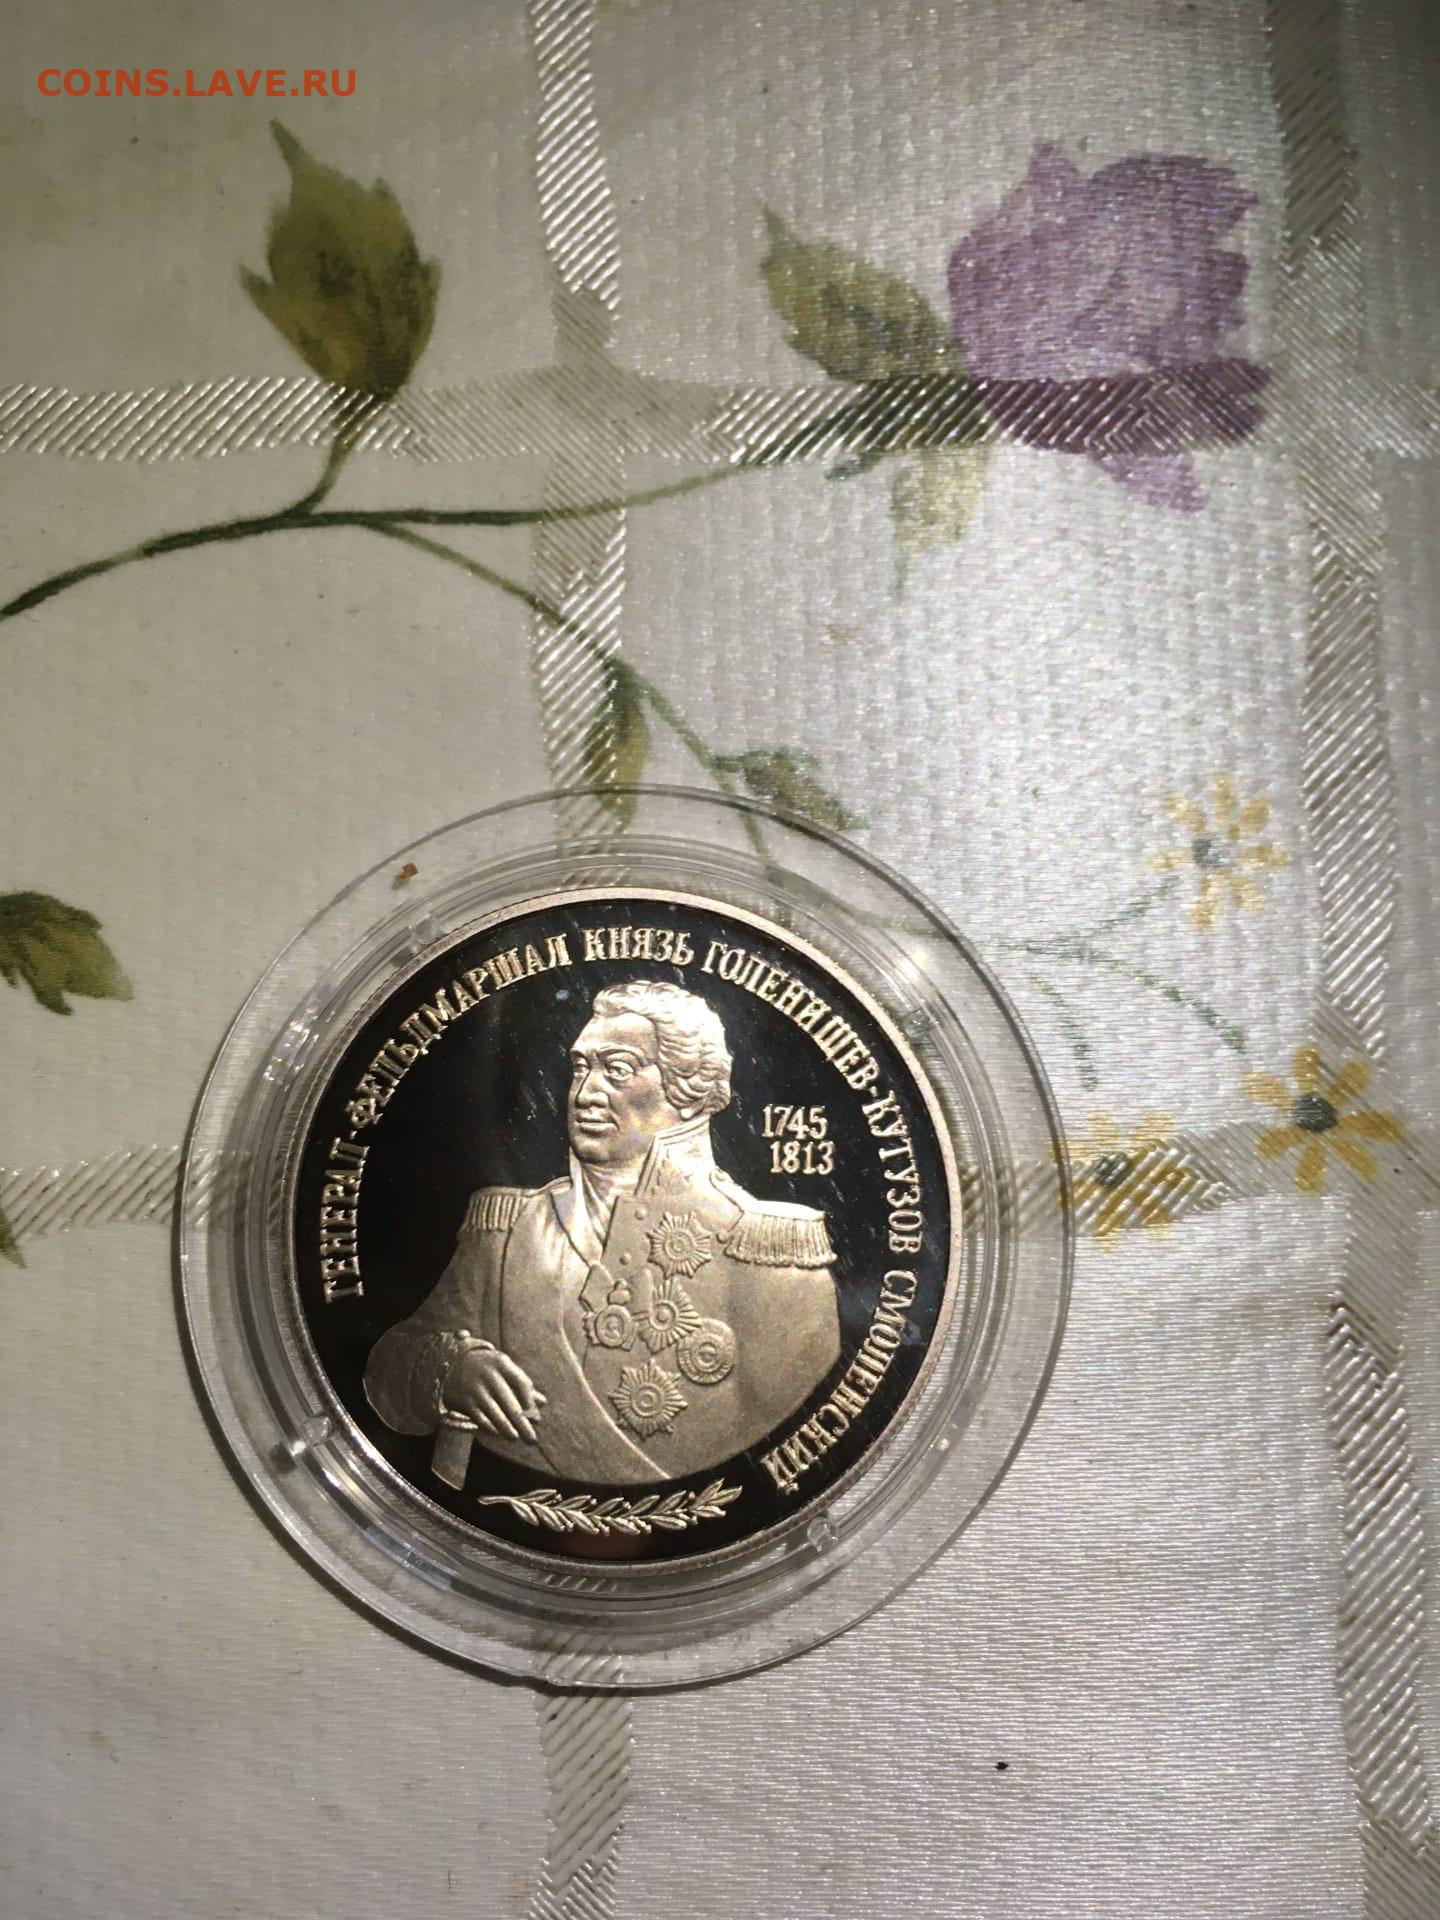 COINS.LAVE.RU
ГЕНЕРАЛ-ФЕЛЬДМАРШАЛ КНЯЗЬ ГОЛЕНИЩЕВ-КУТУЗОВ СМОЛЕНСКИЙ
1745
1813